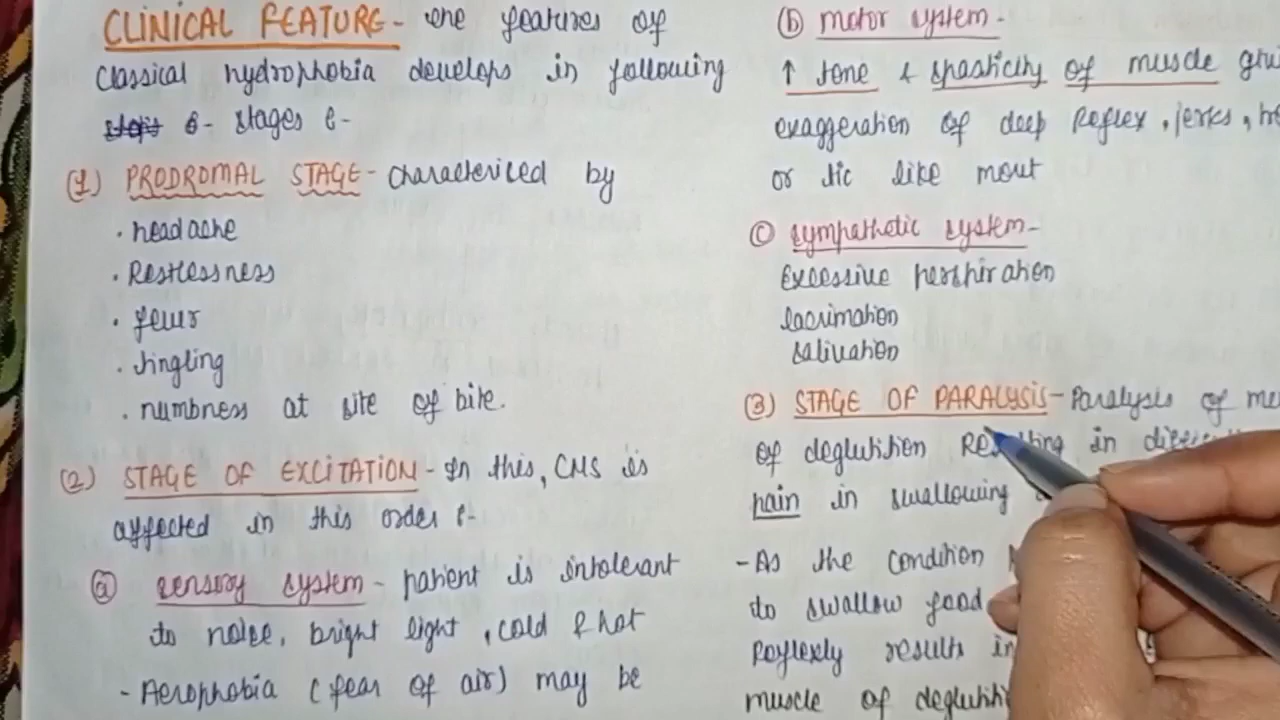 CLINICAL FEATURE - The features of
classical hydrophobia develops in following
6- stages :-
(1) PRODROMAL STAGE - Characterised by
• headache
• Restlessness
• fever
• tingling
• numbness at site of bite.
(2) STAGE OF EXCITATION - In this, CNS is
affected in this order :-
(a) sensory system - patient is intolerant
to noise, bright light, cold & hot
- Aerophobia (fear of air) may be
(b) motor system -
↑ tone & spasticity of muscle
exaggeration of deep Reflex, jerks,
or tic like mout
(c) sympathetic system -
Excessive perspiration
lacrimation
salivation
(3) STAGE OF PARALYSIS - Paralysis of
of deglutition in
pain in swallowing
- As the condition
to swallow food
Reflexly results in
muscle of